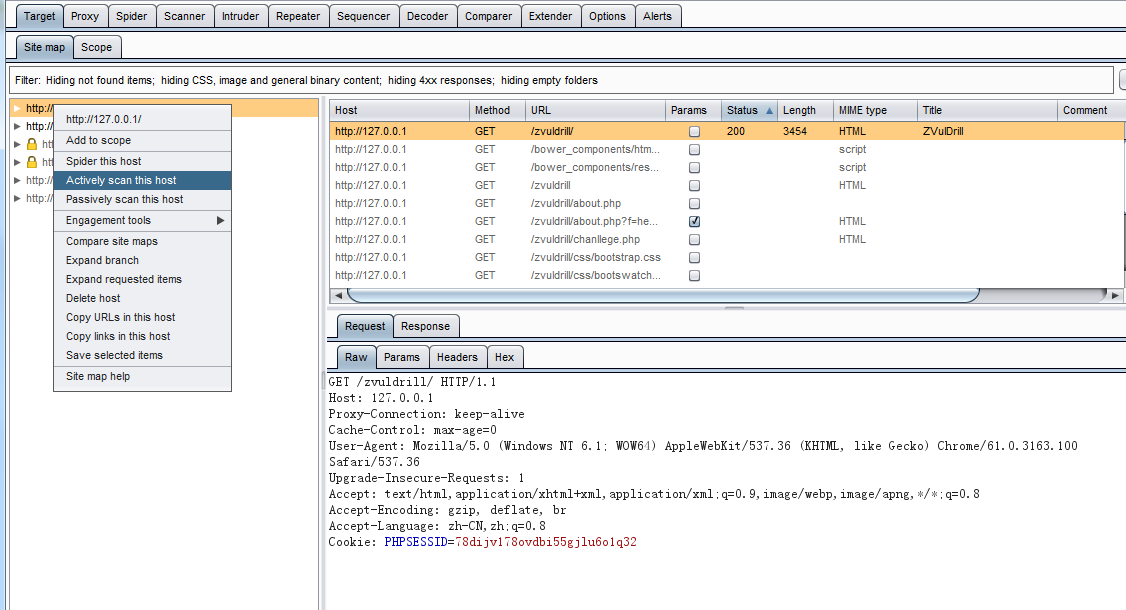 Target Proxy Spider Scanner Intruder Repeater Sequencer Decoder Comparer Extender Options Alerts
Site map Scope
Filter: Hiding not found items; hiding CSS, image and general binary content; hiding 4xx responses; hiding empty folders
http://
http://
ht
ht
http:/
http:/
http://127.0.0.1/
Add to scope
Spider this host
Actively scan this host
Passively scan this host
Engagement tools
Compare site maps
Expand branch
Expand requested items
Delete host
Copy URLs in this host
Copy links in this host
Save selected items
Site map help
Host Method URL Params Status Length MIME type Title Comment
http://127.0.0.1 GET /zvuldrill/ 200 3454 HTML ZVulDrill
http://127.0.0.1 GET /bower_components/htm... script
http://127.0.0.1 GET /bower_components/res... script
http://127.0.0.1 GET /zvuldrill HTML
http://127.0.0.1 GET /zvuldrill/about.php
http://127.0.0.1 GET /zvuldrill/about.php?f=he... HTML
http://127.0.0.1 GET /zvuldrill/chanllege.php HTML
http://127.0.0.1 GET /zvuldrill/css/bootstrap.css
http://127.0.0.1 GET /zvuldrill/css/bootswatch...
Request Response
Raw Params Headers Hex
GET /zvuldrill/ HTTP/1.1
Host: 127.0.0.1
Proxy-Connection: keep-alive
Cache-Control: max-age=0
User-Agent: Mozilla/5.0 (Windows NT 6.1; WOW64) AppleWebKit/537.36 (KHTML, like Gecko) Chrome/61.0.3163.100
Safari/537.36
Upgrade-Insecure-Requests: 1
Accept: text/html,application/xhtml+xml,application/xml;q=0.9,image/webp,image/apng,*/*;q=0.8
Accept-Encoding: gzip, deflate, br
Accept-Language: zh-CN,zh;q=0.8
Cookie: PHPSESSID=78dijv178ovdbi55gjlu6o1q32